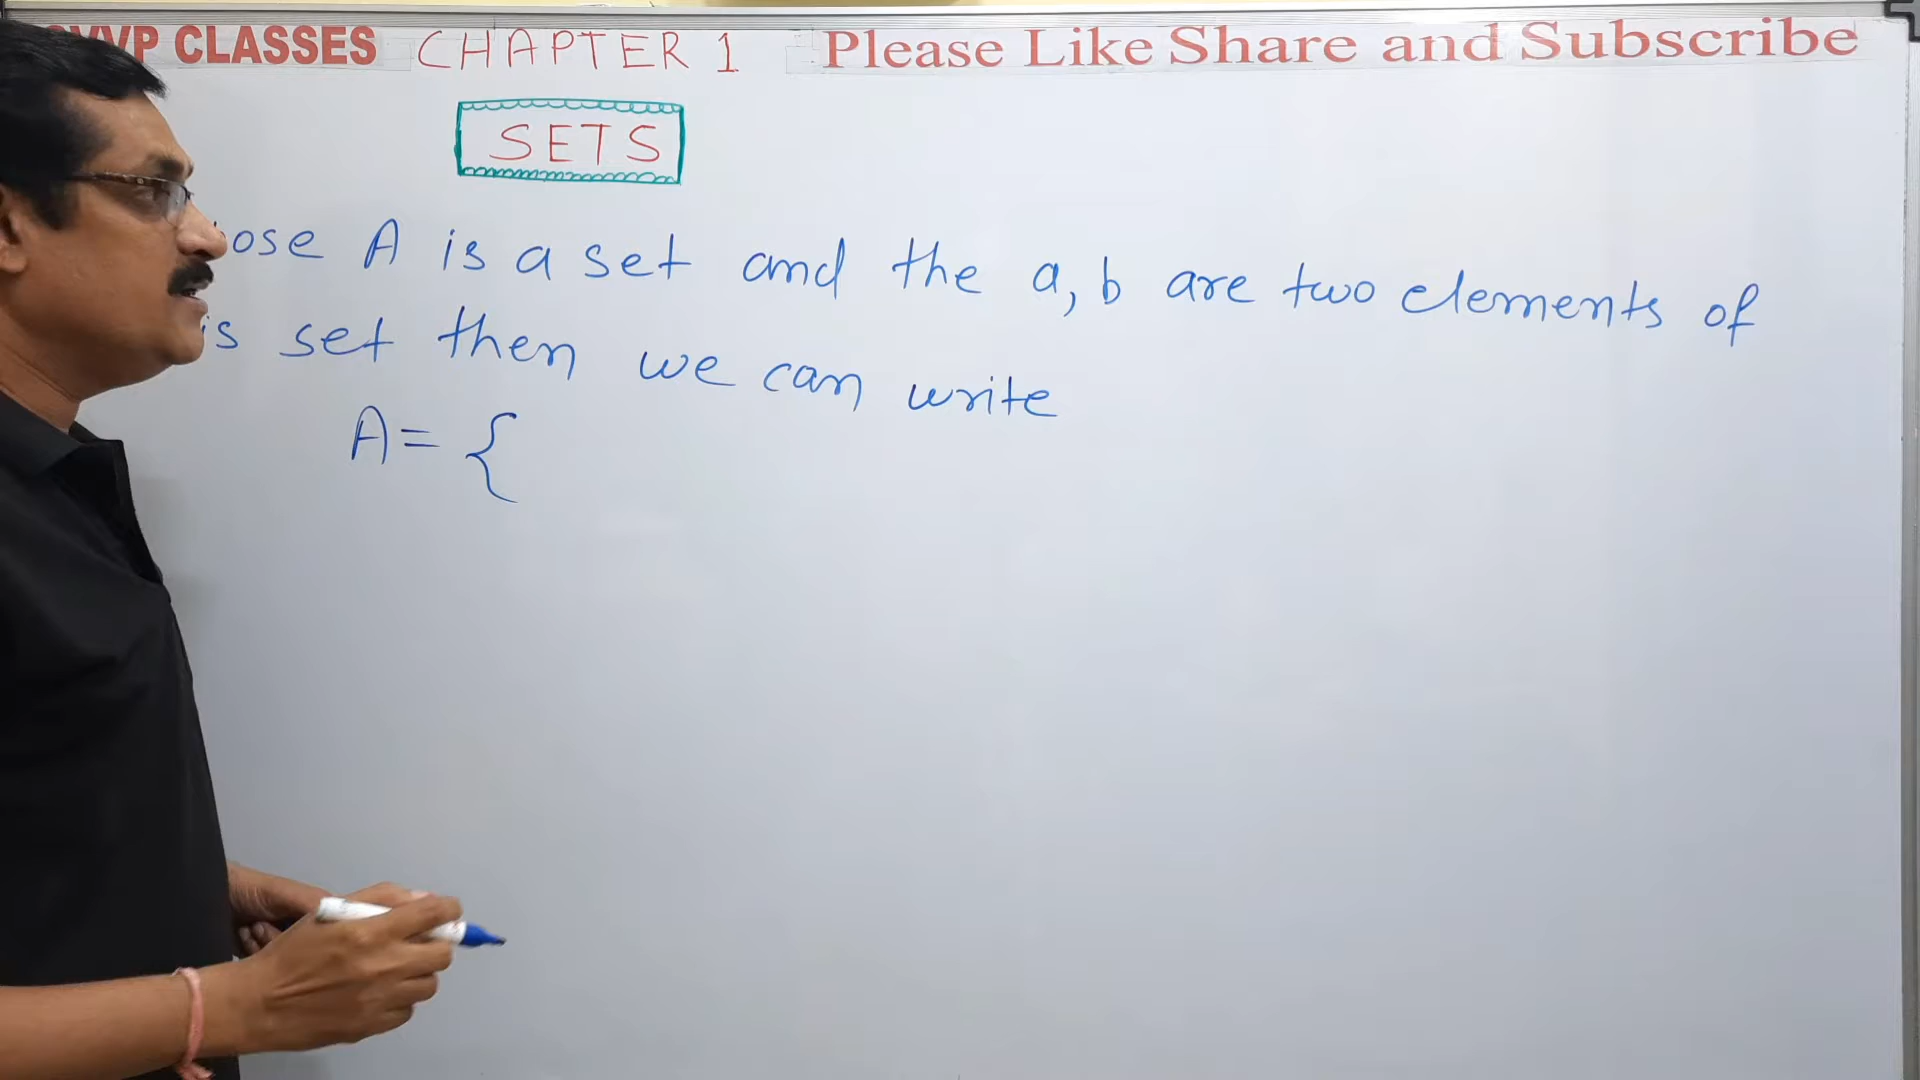 CLASSES CHAPTER 1 Please Like Share and Subscribe
SETS
A is a set and the a, b are two elements of
set then we can write
A = {